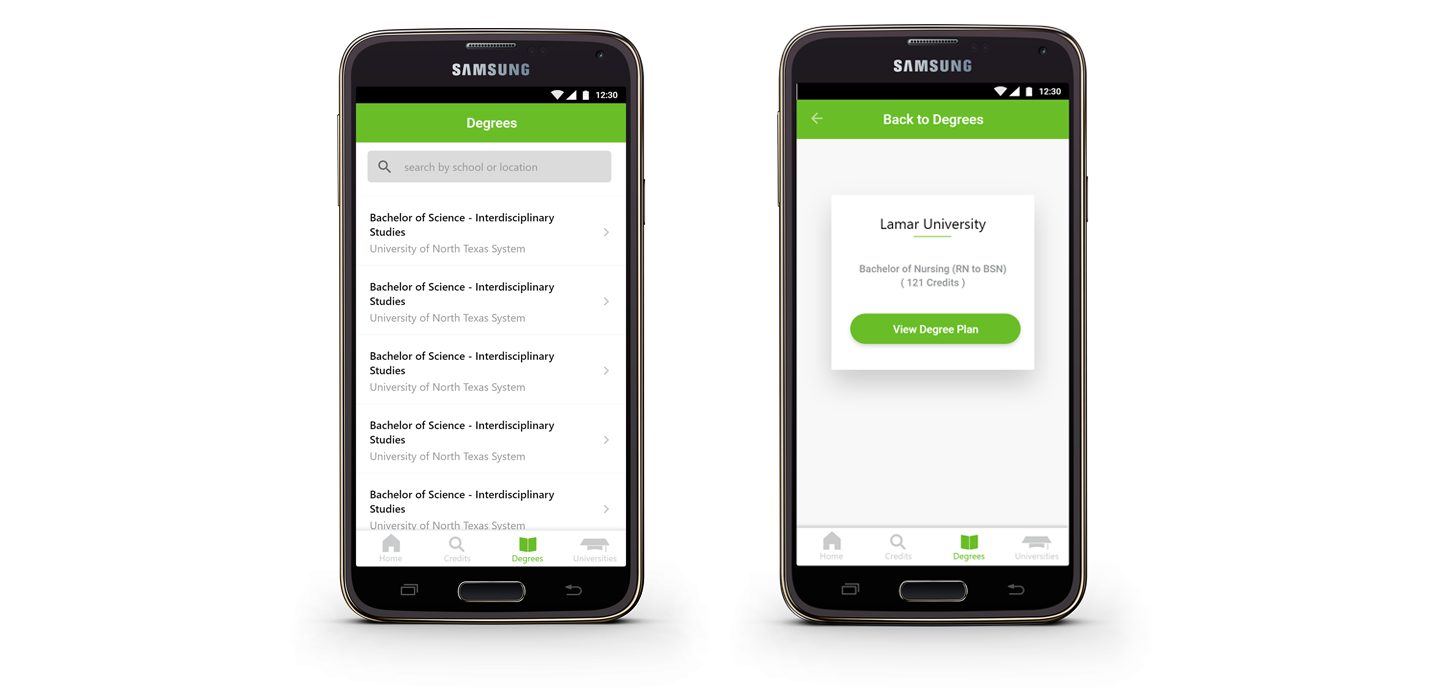 SAMSUNG
12:30
Degrees
search by school or location
Bachelor of Science - Interdisciplinary
Studies
University of North Texas System
Bachelor of Science - Interdisciplinary
Studies
University of North Texas System
Bachelor of Science - Interdisciplinary
Studies
University of North Texas System
Bachelor of Science - Interdisciplinary
Studies
University of North Texas System
Bachelor of Science - Interdisciplinary
Studies
University of North Texas System
Home Credits Degrees Universities
SAMSUNG
12:30
Back to Degrees
Lamar University
Bachelor of Nursing (RN to BSN)
( 121 Credits )
View Degree Plan
Home Credits Degrees Universities